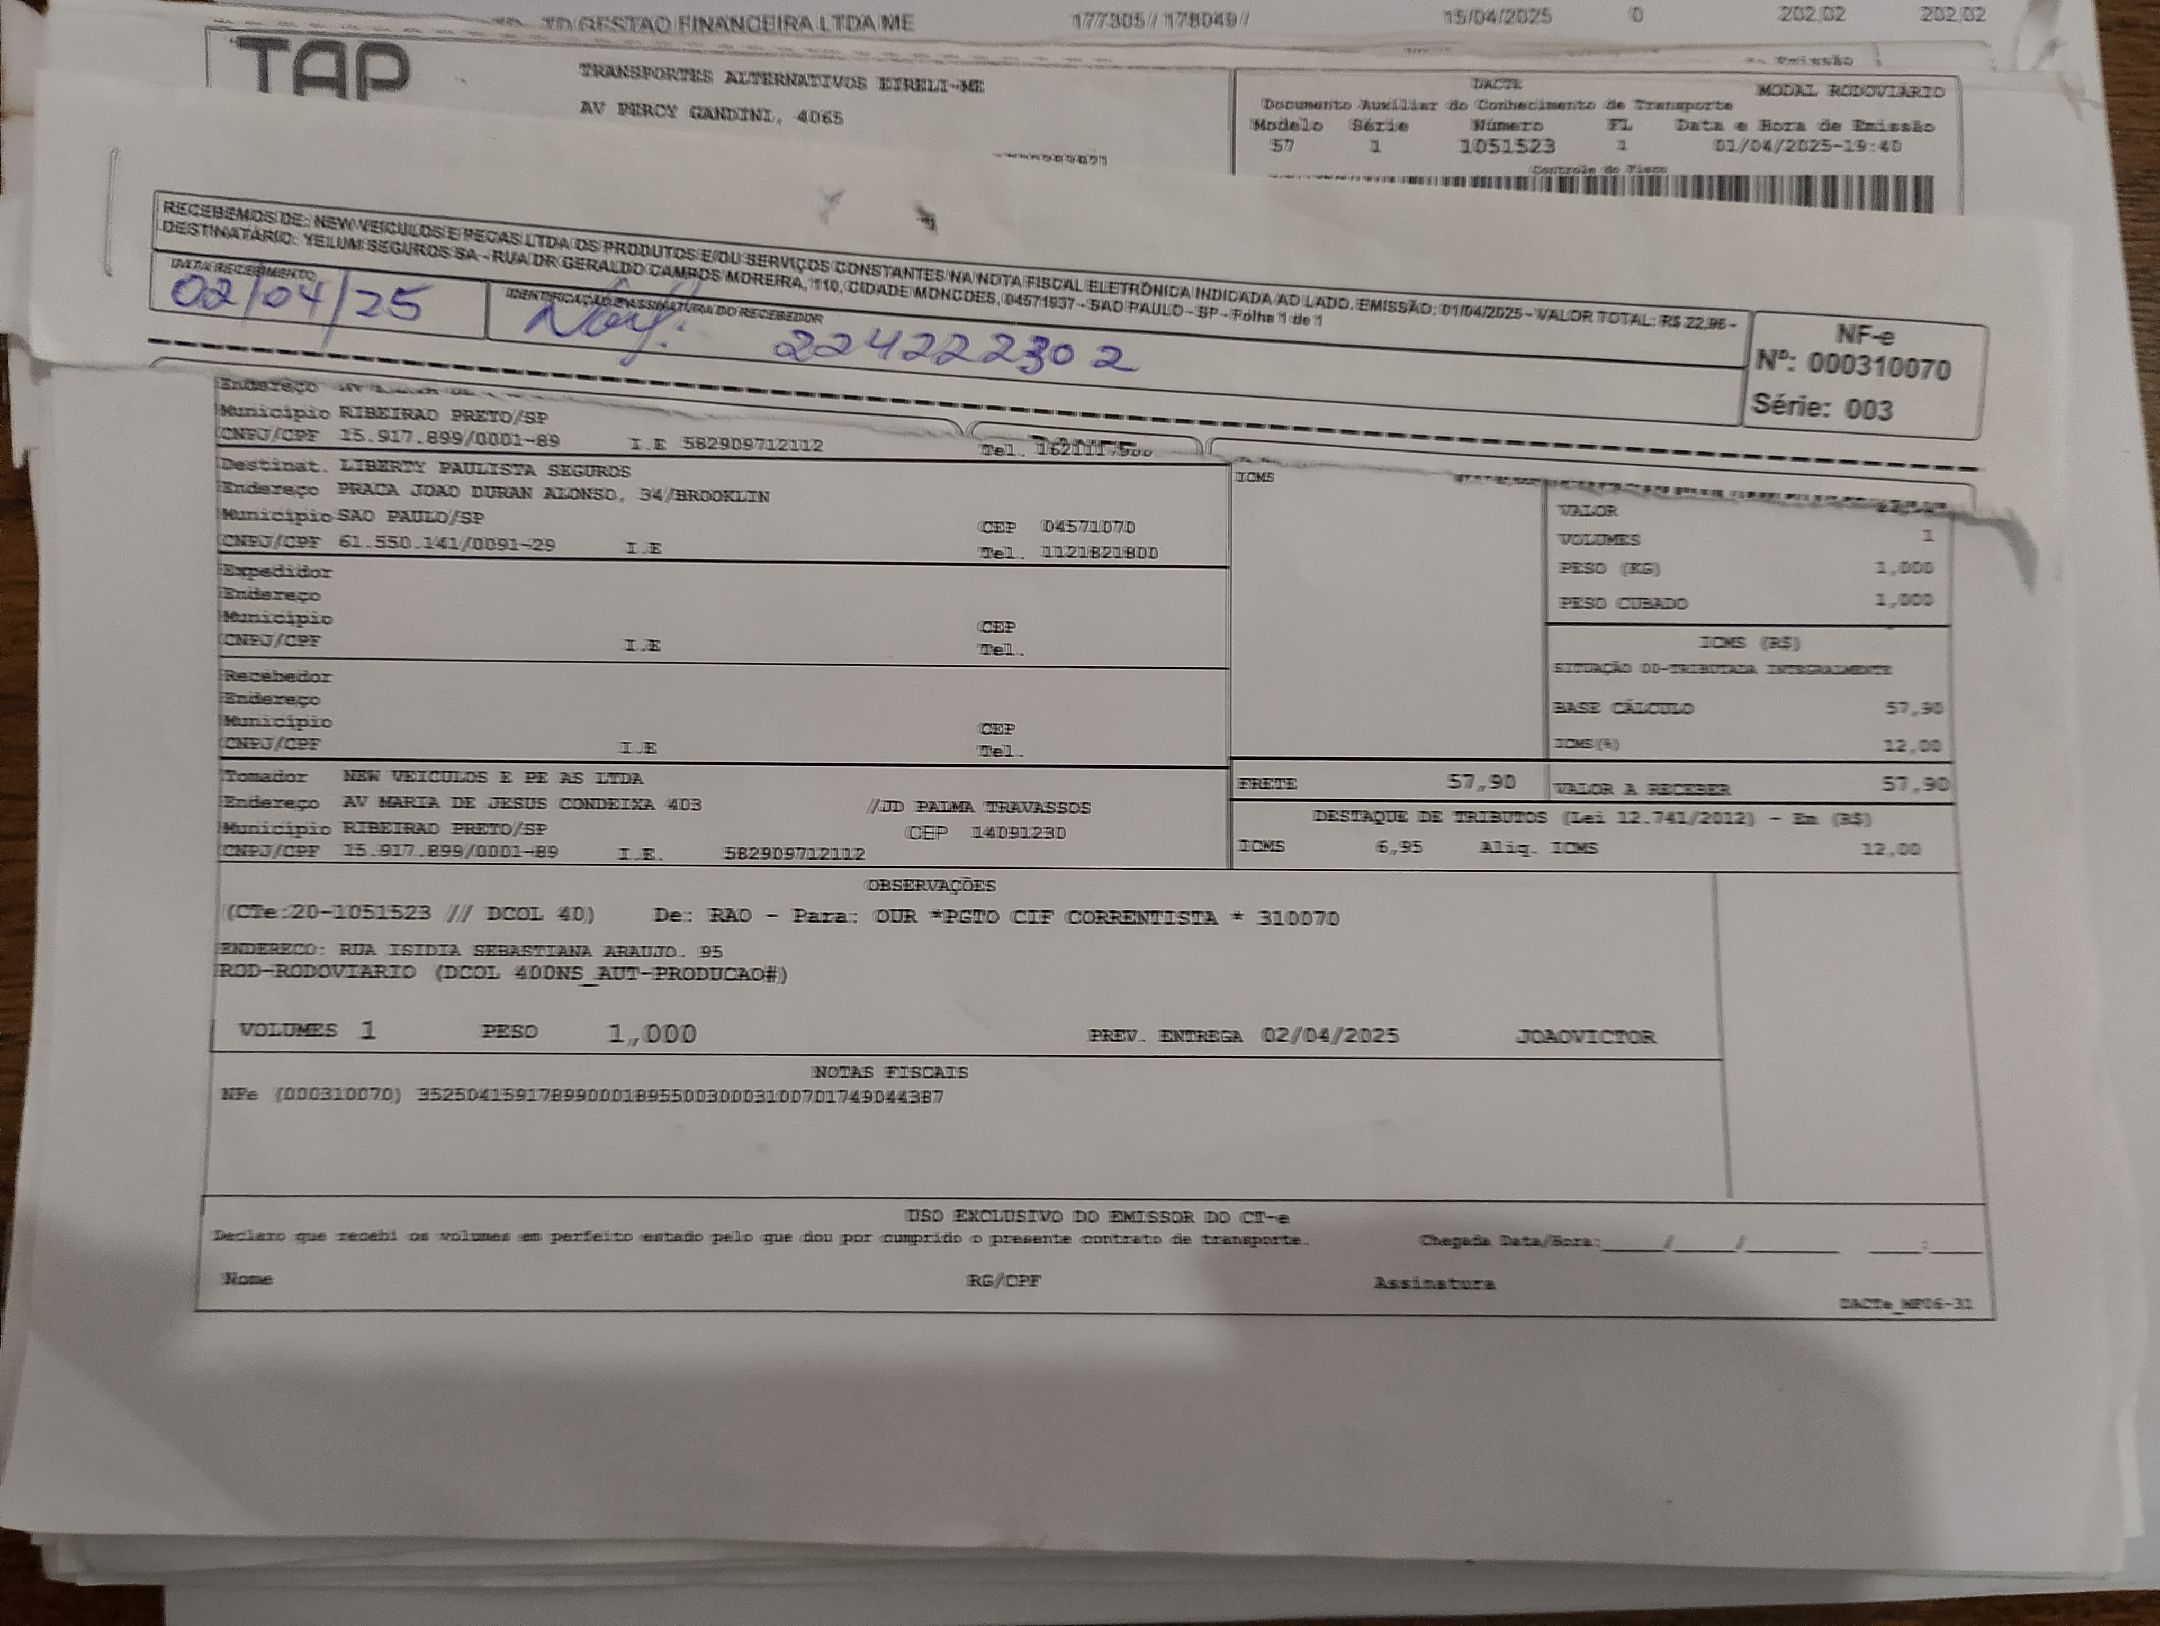 TD GESTAO FINANCEIRA LTDA ME 177305// 178049// 15/04/2025 0 202,02 202,02
TAP
TRANSPORTES ALTERNATIVOS EIRELI-ME
AV PERCY GANDINI, 4065
Emissão
DACTE MODAL RODOVIARIO
Documento Auxiliar do Conhecimento de Transporte
Modelo Série Número FL Data e Hora de Emissão
57 1 1051523 1 01/04/2025-19:40
Controle do Fisco
RECEBEMOS DE: NEW VEICULOS E PECAS LTDA OS PRODUTOS E/OU SERVIÇOS CONSTANTES NA NOTA FISCAL ELETRÔNICA INDICADA AO LADO. EMISSÃO: 01/04/2025 - VALOR TOTAL: R$ 22,96 -
DESTINATÁRIO: YELUM SEGUROS SA - RUA DR GERALDO CAMPOS MOREIRA, 110, CIDADE MONCOES, 04571937 - SAO PAULO - SP - Folha 1 de 1
DATA RECEBIMENTO
02/04/25
IDENTIFICAÇÃO E ASSINATURA DO RECEBEDOR
224222302
NF-e
Nº: 000310070
Série: 003
Endereço
Município RIBEIRAO PRETO/SP
CNPJ/CPF 15.917.899/0001-89 I.E 582909712112 Tel.
Destinat. LIBERTY PAULISTA SEGUROS
Endereço PRACA JOAO DURAN ALONSO, 34/BROOKLIN
Município SAO PAULO/SP CEP 04571070
CNPJ/CPF 61.550.141/0091-29 I.E Tel. 1121821800
Expedidor
Endereço
Município CEP
CNPJ/CPF I.E Tel.
Recebedor
Endereço
Município CEP
CNPJ/CPF I.E Tel.
Tomador NEW VEICULOS E PE AS LTDA
Endereço AV MARIA DE JESUS CONDEIXA 403 //JD PALMA TRAVASSOS
Município RIBEIRAO PRETO/SP CEP 14091230
CNPJ/CPF 15.917.899/0001-89 I.E. 582909712112
ICMS
VALOR
VOLUMES 1
PESO (KG) 1,000
PESO CUBADO 1,000
ICMS (R$)
SITUAÇÃO 00-TRIBUTADA INTEGRALMENTE
BASE CÁLCULO 57,90
ICMS(%) 12,00
FRETE 57,90 VALOR A RECEBER 57,90
DESTAQUE DE TRIBUTOS (Lei 12.741/2012) - Em (R$)
ICMS 6,95 Aliq. ICMS 12,00
OBSERVAÇÕES
(CTe:20-1051523 /// DCOL 40) De: RAO - Para: OUR *PGTO CIF CORRENTISTA * 310070
ENDERECO: RUA ISIDIA SEBASTIANA ARAUJO. 95
ROD-RODOVIARIO (DCOL 400NS_AUT-PRODUCAO#)
VOLUMES 1 PESO 1,000 PREV. ENTREGA 02/04/2025 JOAOVICTOR
NOTAS FISCAIS
NFe (000310070) 35250415917899000189550030003100701749044387
USO EXCLUSIVO DO EMISSOR DO CT-e
Declaro que recebi os volumes em perfeito estado pelo que dou por cumprido o presente contrato de transporte. Chegada Data/Hora:_____/_____/_______ ____:____
Nome RG/CPF Assinatura
DACTe_MF06-31